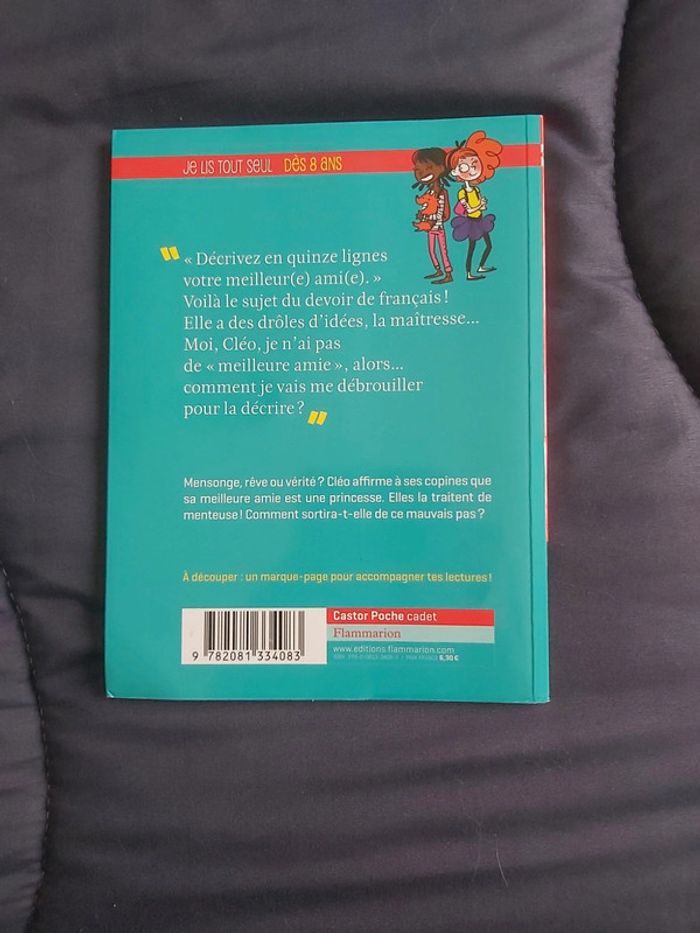 Je lis tout seul dès 8 ans
« Décrivez en quinze lignes
votre meilleur(e) ami(e). »
Voilà le sujet du devoir de français !
Elle a des drôles d'idées, la maîtresse...
Moi, Cléo, je n'ai pas
de « meilleure amie », alors...
comment je vais me débrouiller
pour la décrire ?
Mensonge, rêve ou vérité ? Cléo affirme à ses copines que
sa meilleure amie est une princesse. Elles la traitent de
menteuse ! Comment sortira-t-elle de ce mauvais pas ?
À découper : un marque-page pour accompagner tes lectures !
Castor Poche cadet
Flammarion
www.editions.flammarion.com
5,30 €
9 782081 334083